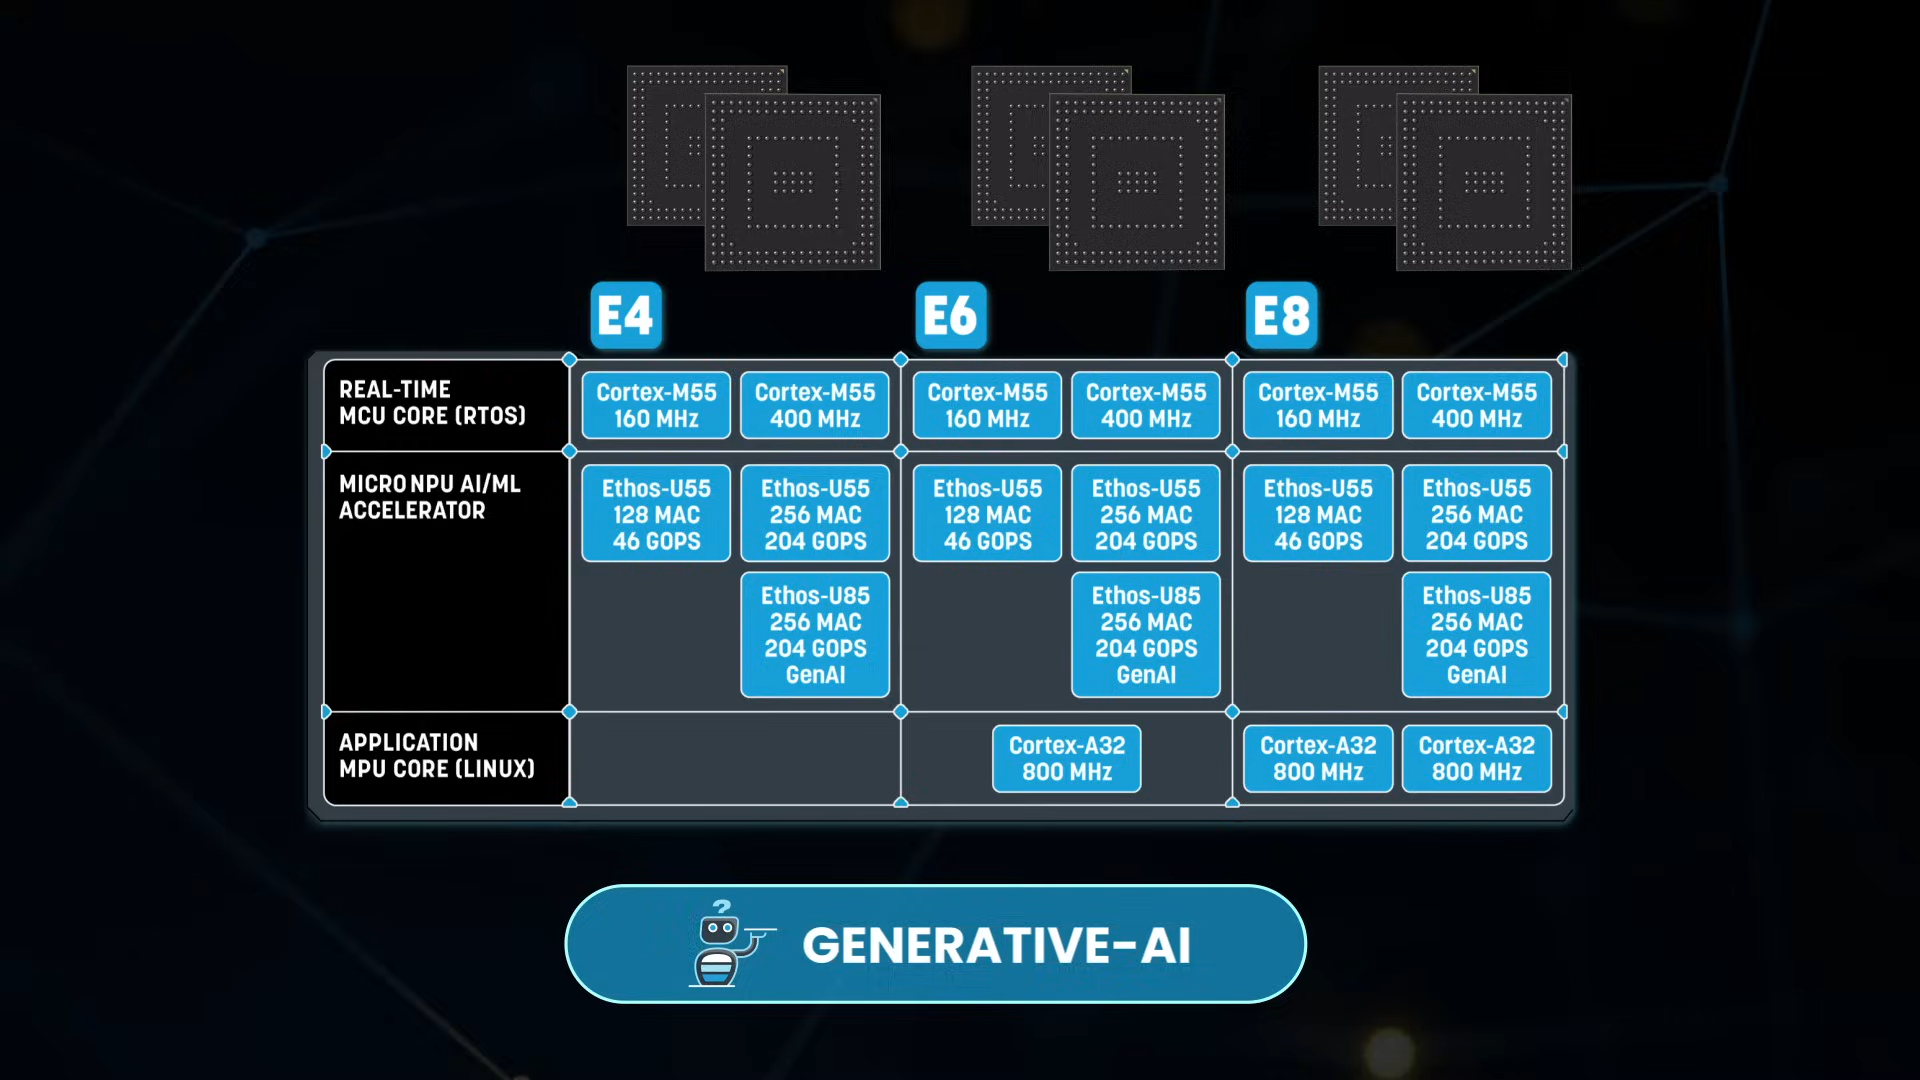 E4
E6
E8
REAL-TIME
MCU CORE (RTOS)
Cortex-M55
160 MHz
Cortex-M55
400 MHz
Cortex-M55
160 MHz
Cortex-M55
400 MHz
Cortex-M55
160 MHz
Cortex-M55
400 MHz
MICRO NPU AI/ML
ACCELERATOR
Ethos-U55
128 MAC
46 GOPS
Ethos-U55
256 MAC
204 GOPS
Ethos-U55
128 MAC
46 GOPS
Ethos-U55
256 MAC
204 GOPS
Ethos-U55
128 MAC
46 GOPS
Ethos-U55
256 MAC
204 GOPS
Ethos-U85
256 MAC
204 GOPS
GenAI
Ethos-U85
256 MAC
204 GOPS
GenAI
Ethos-U85
256 MAC
204 GOPS
GenAI
APPLICATION
MPU CORE (LINUX)
Cortex-A32
800 MHz
Cortex-A32
800 MHz
Cortex-A32
800 MHz
?
GENERATIVE-AI